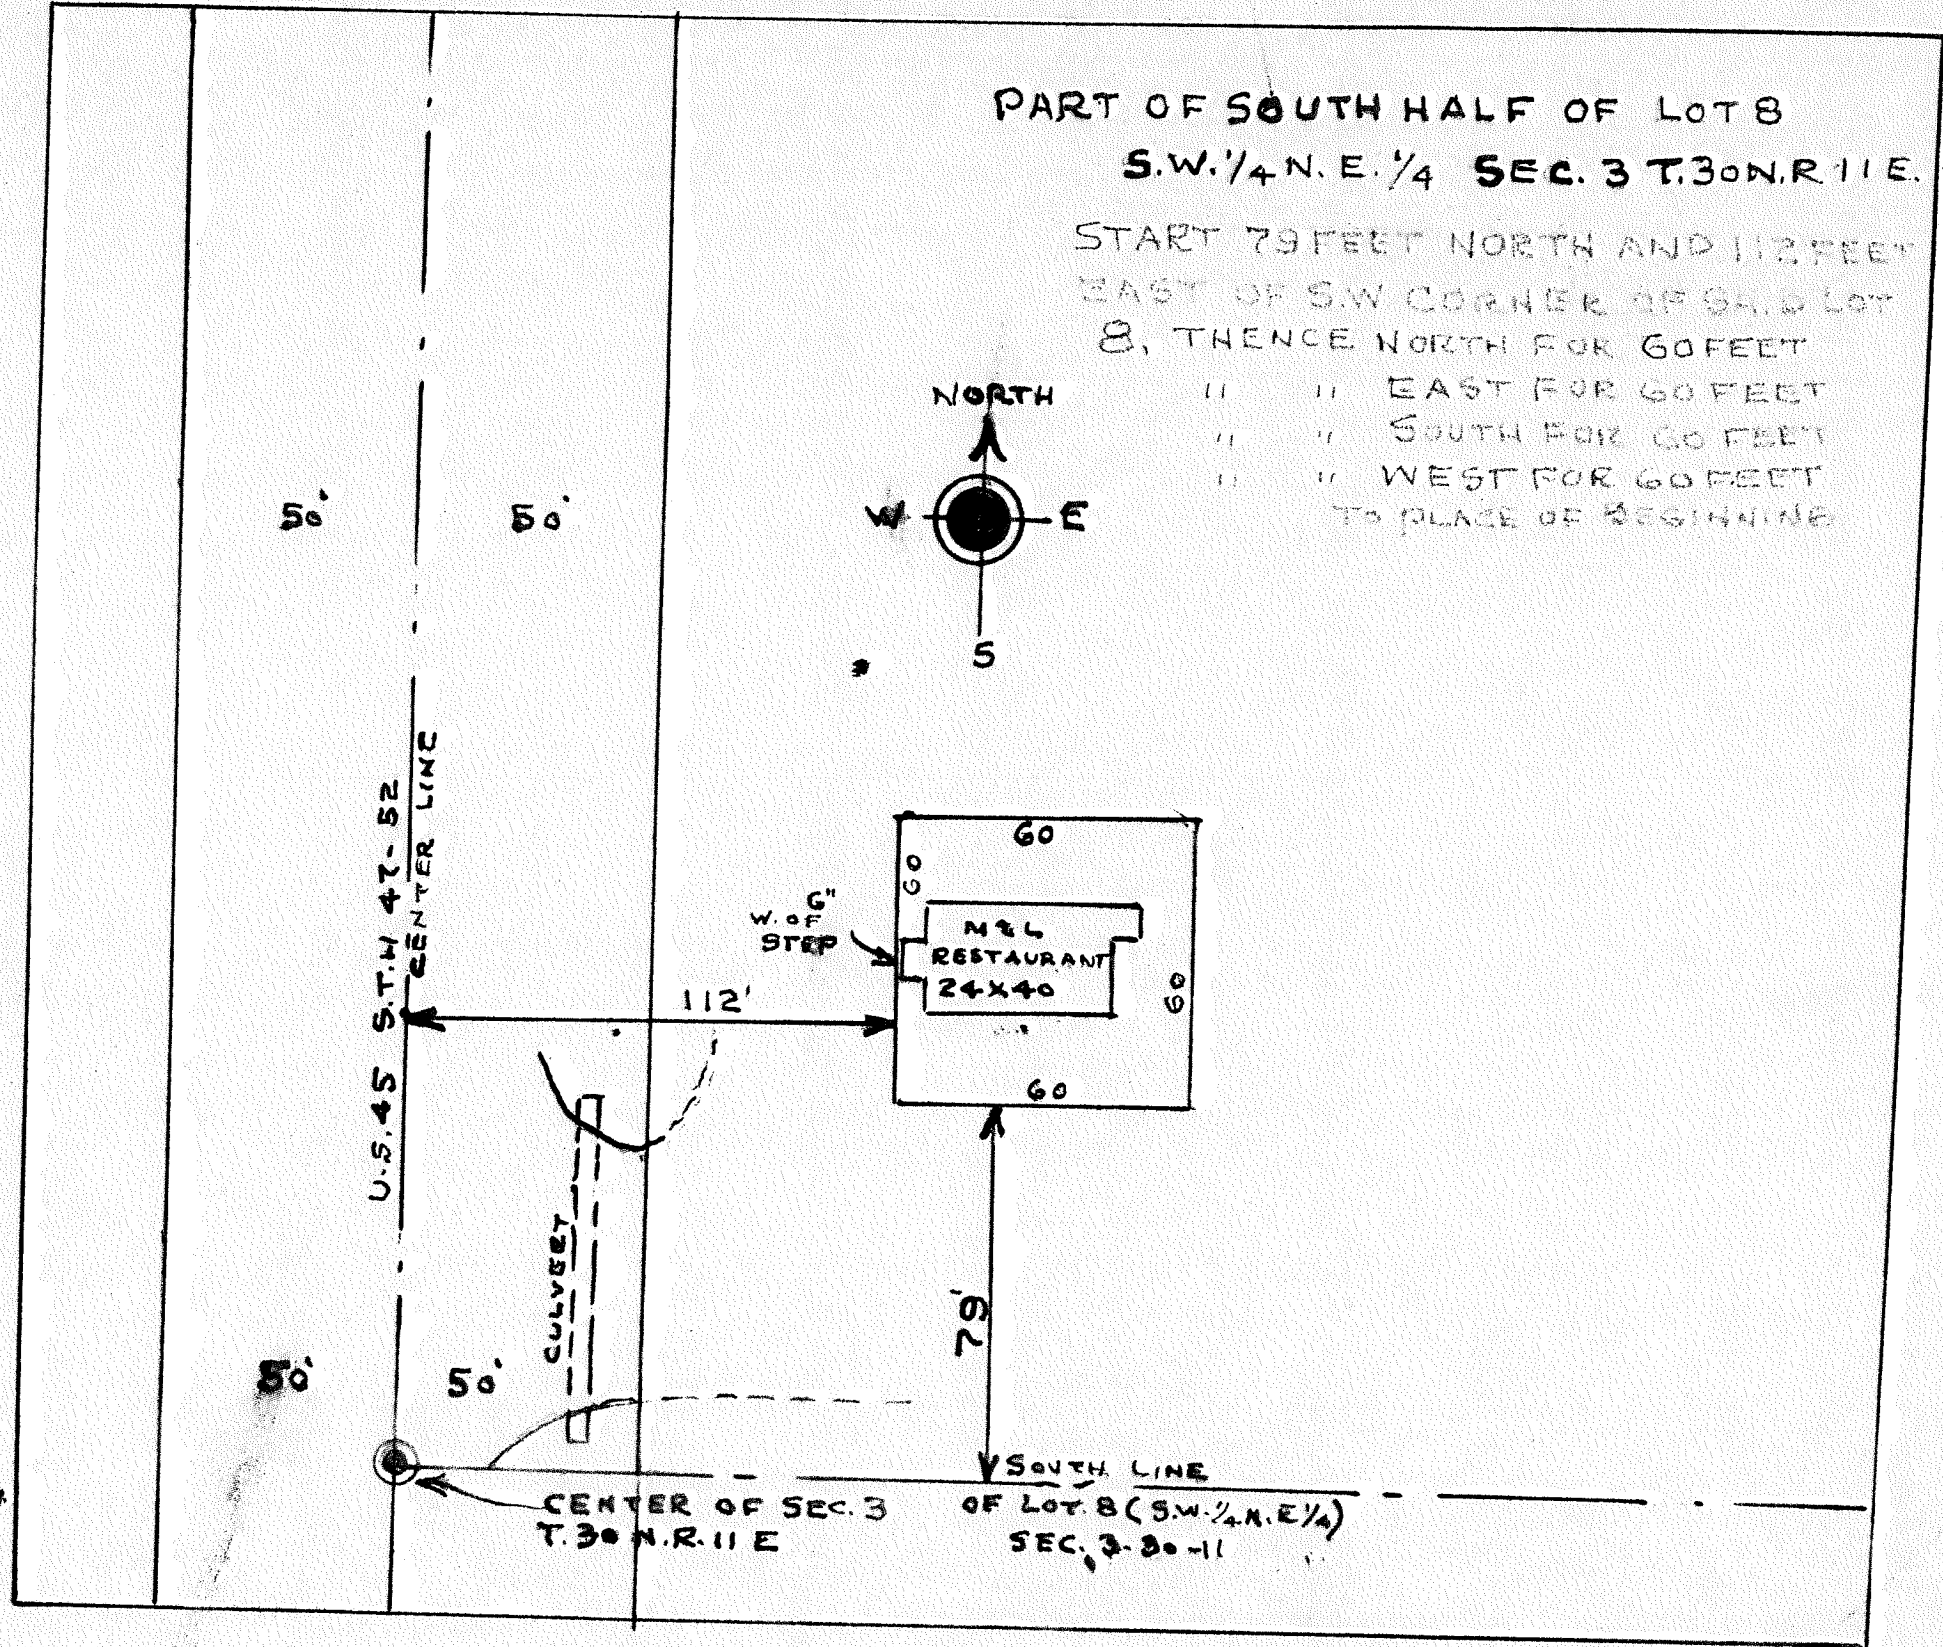 PART OF SOUTH HALF OF LOT 8
S.W. 1/4 N. E. 1/4 SEC. 3 T.30N.R 11 E.
START 79 FEET NORTH AND 112 FEET
EAST OF S.W CORNER OF SAID LOT
8, THENCE NORTH FOR 60 FEET
" " EAST FOR 60 FEET
" " SOUTH FOR 60 FEET
" " WEST FOR 60 FEET
TO PLACE OF BEGINNING
NORTH
W E
S
50' 50'
U.S.45 S.T.H 47-52
CENTER LINE
60
60
60
60
6"
W. OF
STEP
M & L
RESTAURANT
24X40
112'
CULVERT
79'
50' 50'
CENTER OF SEC. 3
T. 30 N.R. 11 E
SOUTH LINE
OF LOT. 8 (S.W. 1/4 N. E 1/4)
SEC. 3-30-11